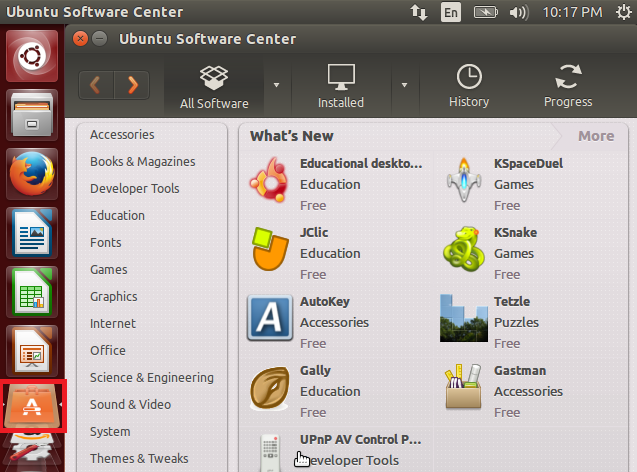 Ubuntu Software Center
En
10:17 PM
Ubuntu Software Center
All Software
Installed
History
Progress
Accessories
Books & Magazines
Developer Tools
Education
Fonts
Games
Graphics
Internet
Office
Science & Engineering
Sound & Video
System
Themes & Tweaks
What's New
More
Educational deskto...
Education
Free
KSpaceDuel
Games
Free
JClic
Education
Free
KSnake
Games
Free
AutoKey
Accessories
Free
Tetzle
Puzzles
Free
Gally
Education
Free
Gastman
Accessories
Free
UPnP AV Control P...
Developer Tools